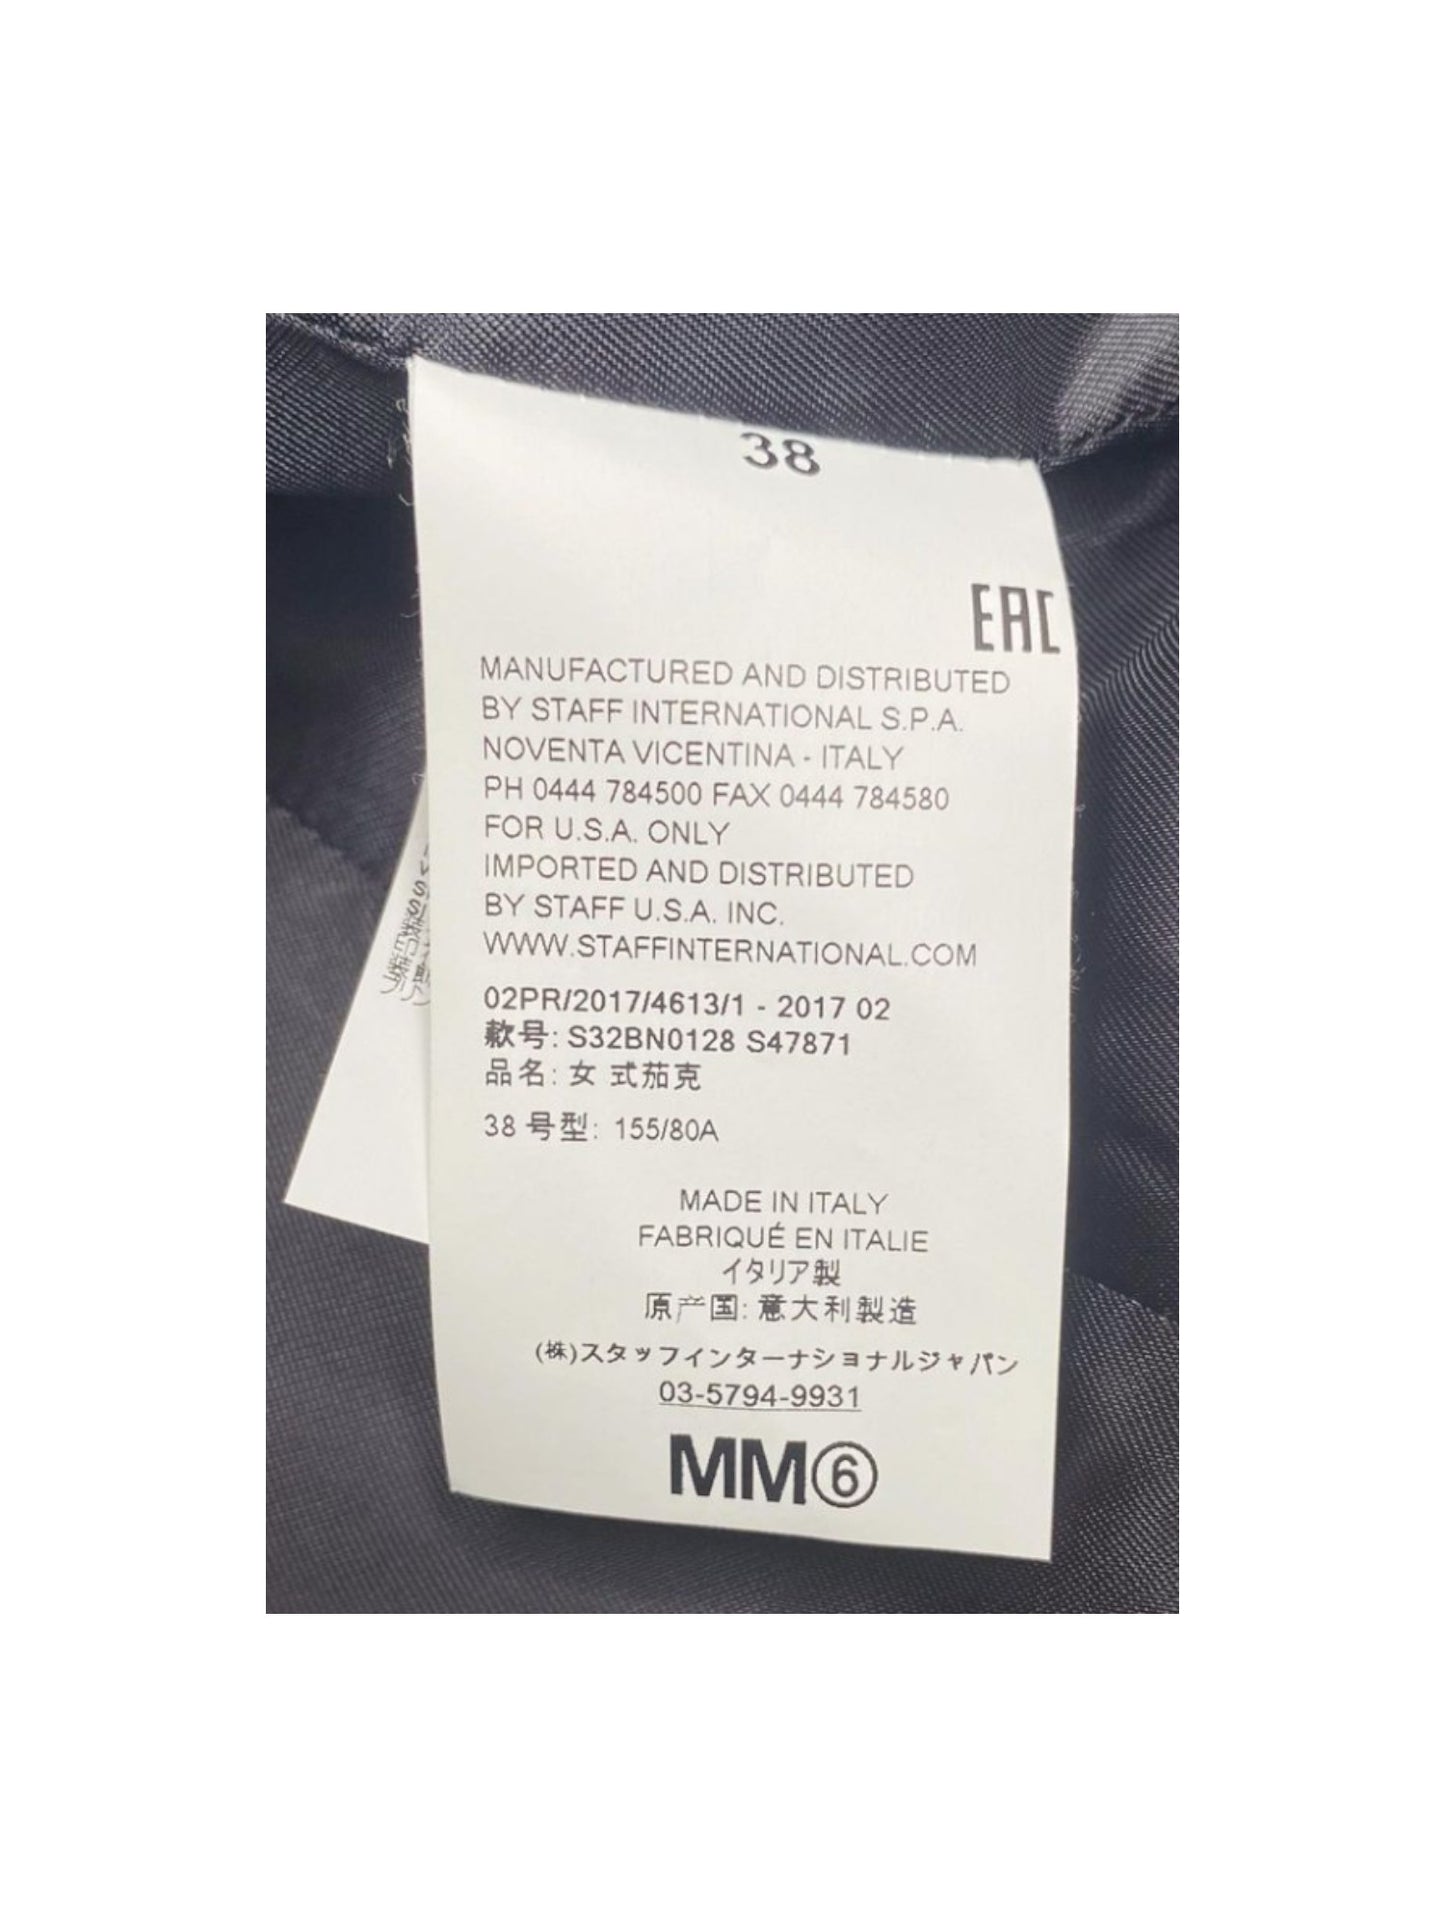 38
EAC
MANUFACTURED AND DISTRIBUTED
BY STAFF INTERNATIONAL S.P.A.
NOVENTA VICENTINA - ITALY
PH 0444 784500 FAX 0444 784580
FOR U.S.A. ONLY
IMPORTED AND DISTRIBUTED
BY STAFF U.S.A. INC.
WWW.STAFFINTERNATIONAL.COM
02PR/2017/4613/1 - 2017 02
款号: S32BN0128 S47871
品名: 女 式茄克
38 号型: 155/80A
MADE IN ITALY
FABRIQUÉ EN ITALIE
イタリア製
原产国: 意大利製造
(株)スタッフインターナショナルジャパン
03-5794-9931
MM⑥